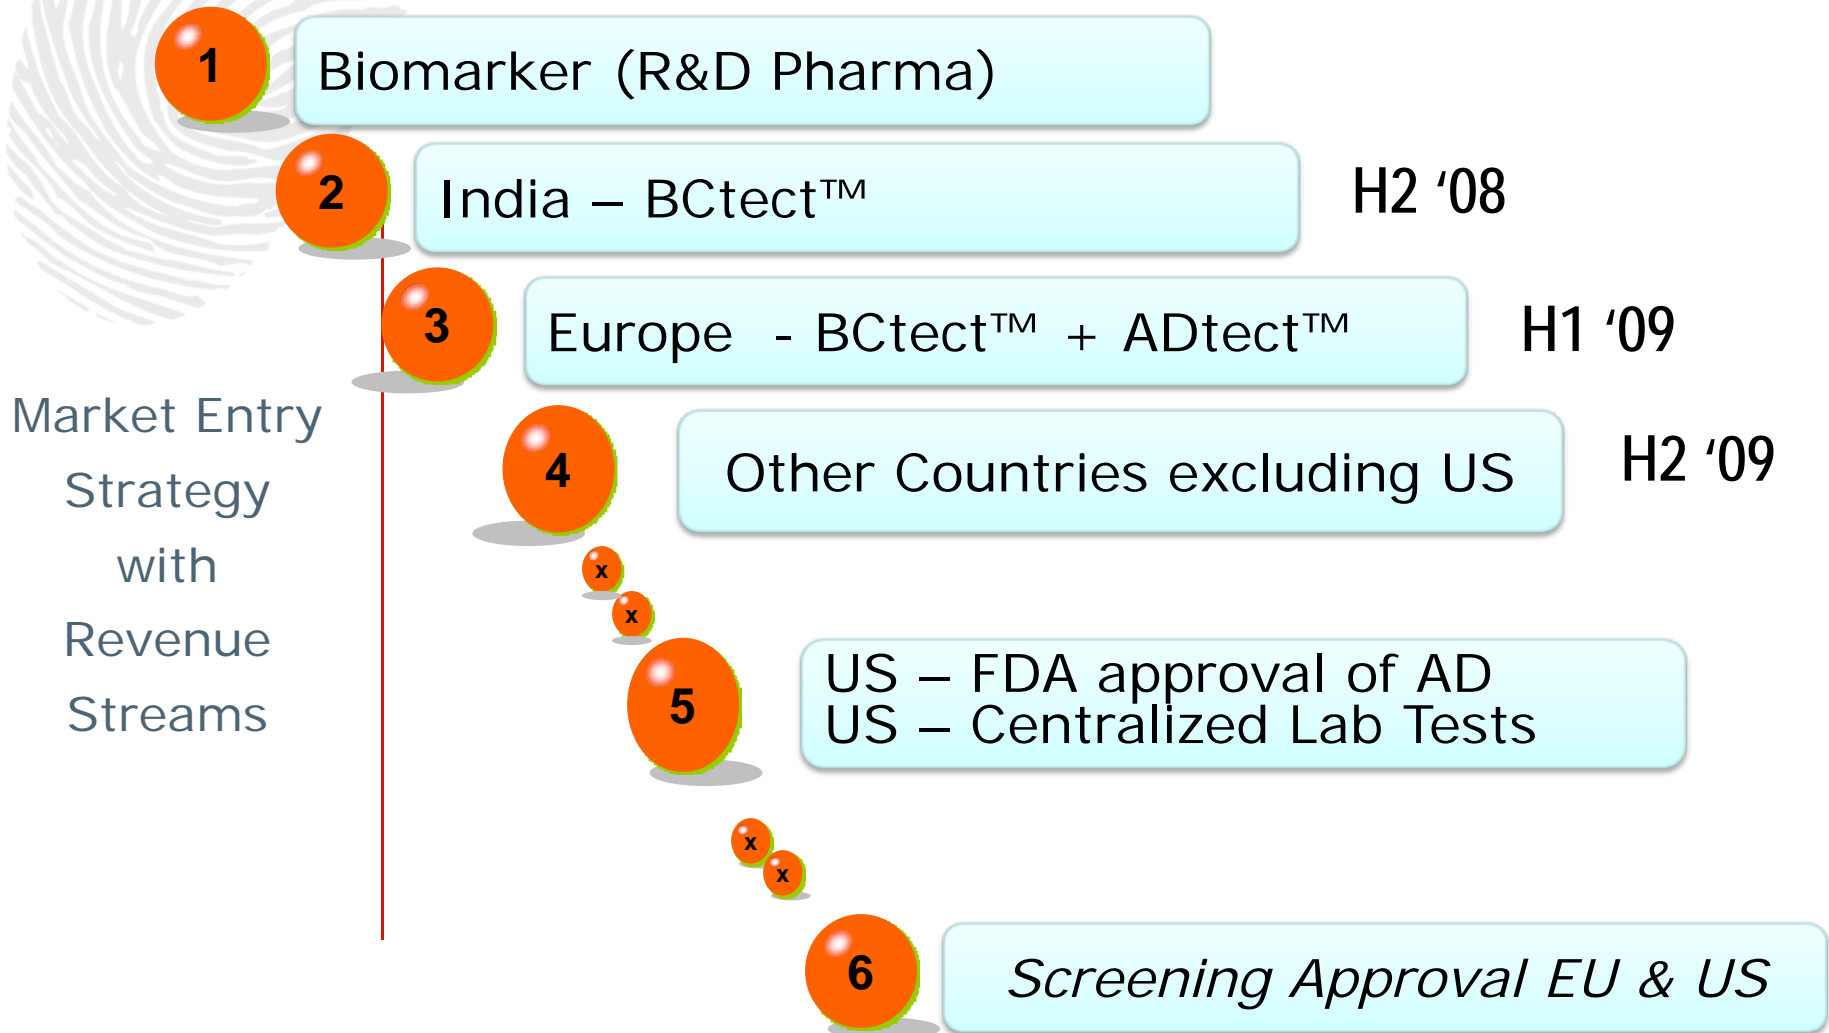 1
Biomarker (R&D Pharma)
2
India – BCtect™
H2 ‘08
3
Europe  - BCtect™ + ADtect™
H1 ‘09
Market Entry
Strategy
with
Revenue
Streams
4
Other Countries excluding US
H2 ‘09
x
x
5
US – FDA approval of AD
US – Centralized Lab Tests
x
x
6
Screening Approval EU & US